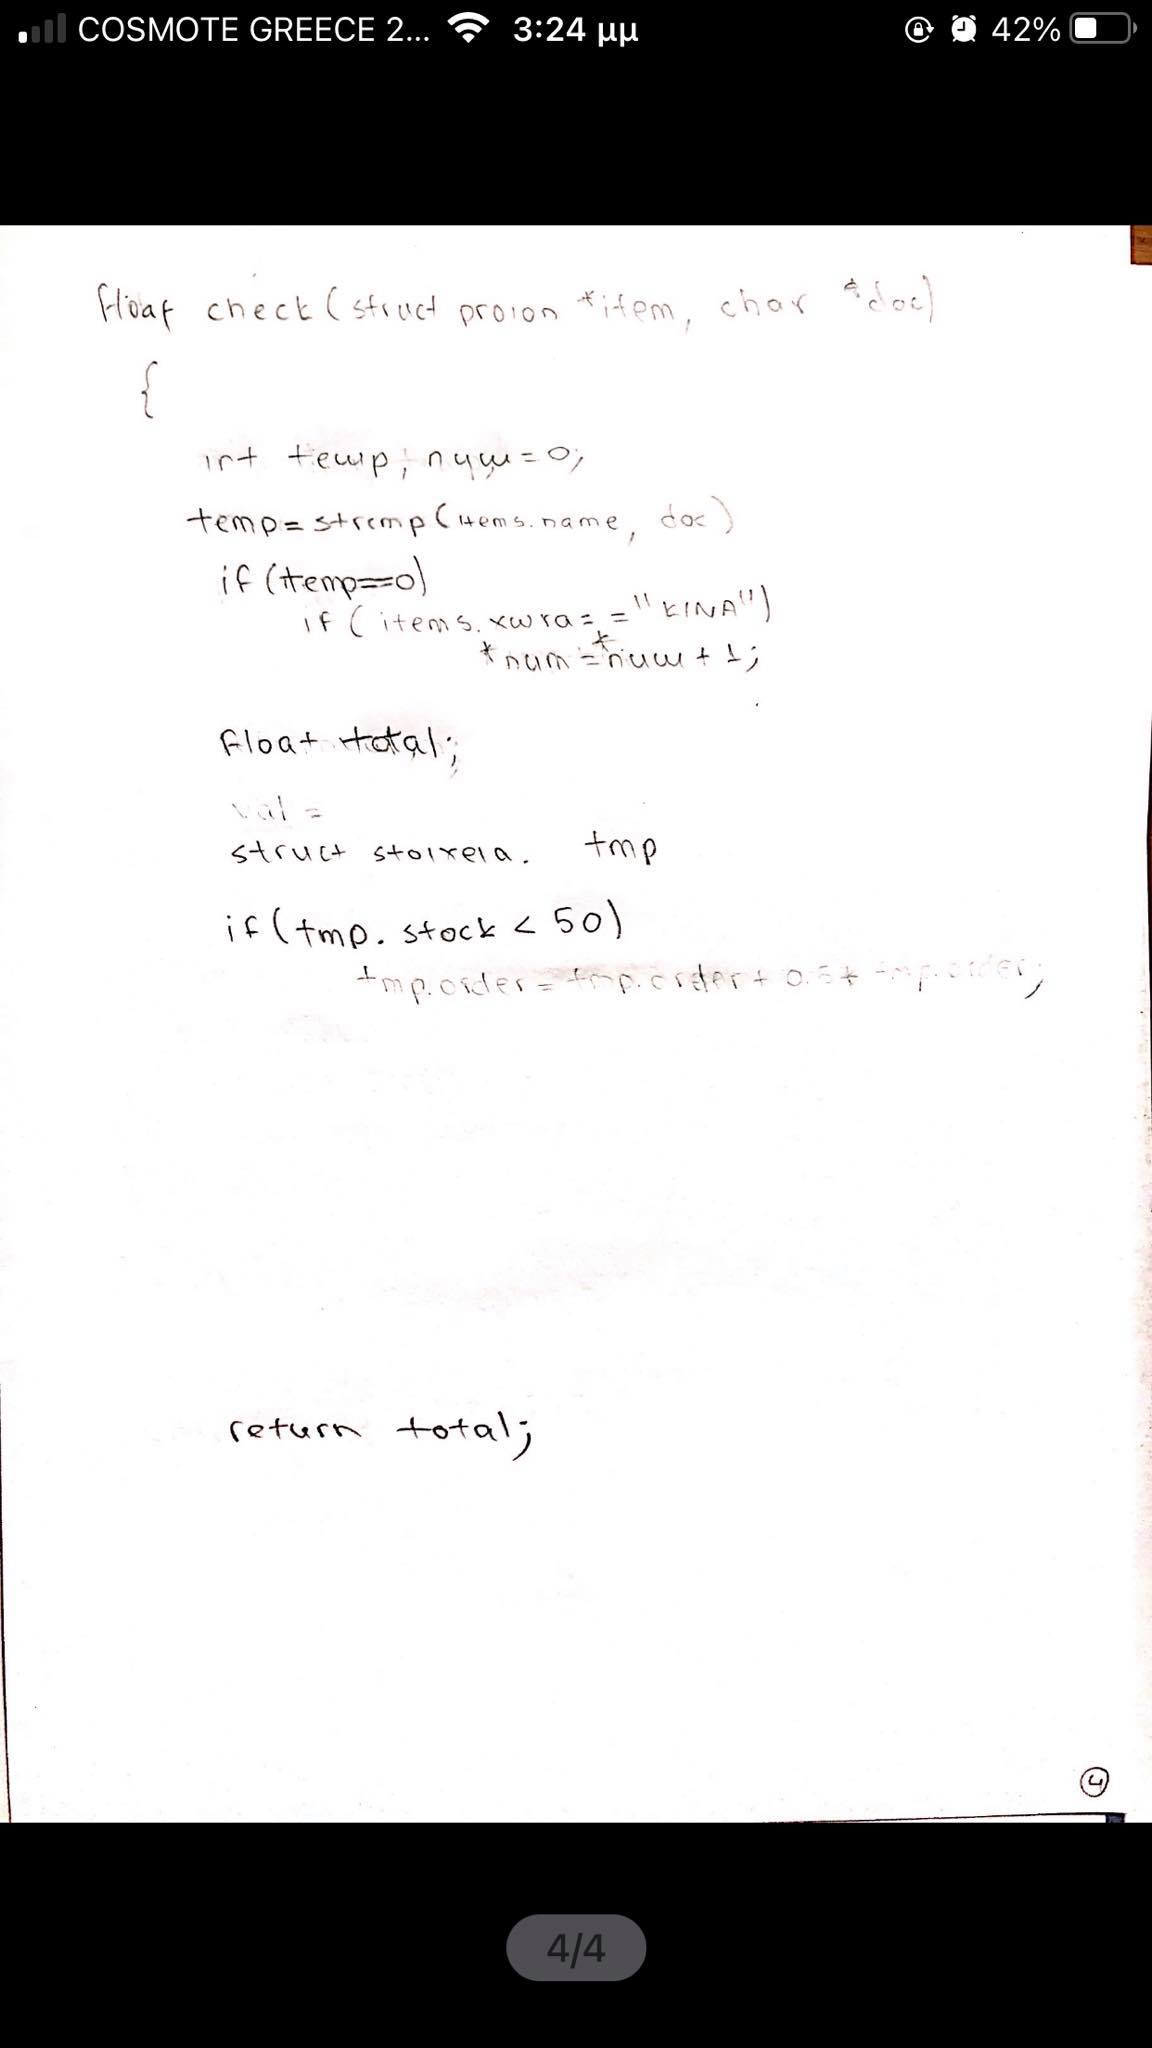 COSMOTE GREECE 2... 3:24 μμ 42%
float check(struct proion *item, char *doc)
{
int temp, num=0;
temp=strcmp(items.name, doc)
if(temp==0)
if(items.xwra=="KINA")
*num=*num+1;
float total;
val=
struct stoixeia. tmp
if(tmp.stock<50)
tmp.order=tmp.order+0.5*tmp.order;
return total;
4
4/4